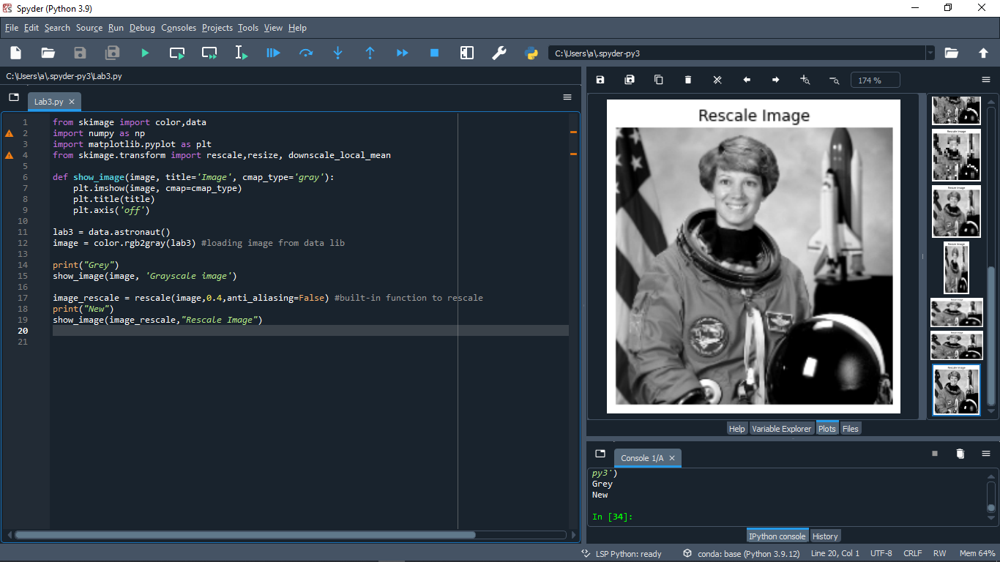 Spyder (Python 3.9)
File Edit Search Source Run Debug Consoles Projects Tools View Help
C:\Users\a\.spyder-py3
C:\Users\a\.spyder-py3\Lab3.py
Lab3.py
1 from skimage import color,data
2 import numpy as np
3 import matplotlib.pyplot as plt
4 from skimage.transform import rescale,resize, downscale_local_mean
5
6 def show_image(image, title='Image', cmap_type='gray'):
7 plt.imshow(image, cmap=cmap_type)
8 plt.title(title)
9 plt.axis('off')
10
11 lab3 = data.astronaut()
12 image = color.rgb2gray(lab3) #loading image from data lib
13
14 print("Grey")
15 show_image(image, 'Grayscale image')
16
17 image_rescale = rescale(image,0.4,anti_aliasing=False) #built-in function to rescale
18 print("New")
19 show_image(image_rescale,"Rescale Image")
20
21
174 %
Rescale Image
Rescale Image
Rescale Image
Rescale Image
Help Variable Explorer Plots Files
Console 1/A
py3')
Grey
New
In [34]:
IPython console History
LSP Python: ready conda: base (Python 3.9.12) Line 20, Col 1 UTF-8 CRLF RW Mem 64%